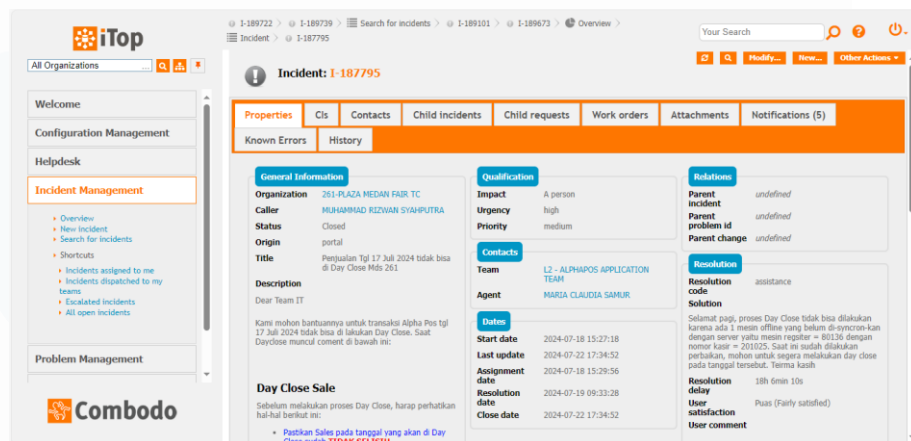 I-189722 > I-189739 > Search for incidents > I-189101 > I-189673 > Overview >
Incident > I-187795
iTop
All Organizations ...
Your Search
Modify... New... Other Actions
Incident: I-187795
Welcome
Configuration Management
Helpdesk
Incident Management
Overview
New Incident
Search for Incidents
Shortcuts
Incidents assigned to me
Incidents dispatched to my
teams
Escalated incidents
All open incidents
Problem Management
Combodo
Properties CIs Contacts Child incidents Child requests Work orders Attachments Notifications (5)
Known Errors History
General Information
Organization 261-PLAZA MEDAN FAIR TC
Caller MUHAMMAD RIZWAN SYAHPUTRA
Status Closed
Origin portal
Title Penjualan Tgl 17 Juli 2024 tidak bisa
di Day Close Mds 261
Description
Dear Team IT
Kami mohon bantuannya untuk transaksi Alpha Pos tgl
17 Juli 2024 tidak bisa di lakukan Day Close. Saat
Dayclose muncul coment di bawah ini:
Day Close Sale
Sebelum melakukan proses Day Close, harap perhatikan
hal-hal berikut ini:
Pastikan Sales pada tanggal yang akan di Day
Close sudah TIDAK SELISIH
Qualification
Impact A person
Urgency high
Priority medium
Contacts
Team L2 - ALPHAPOS APPLICATION
TEAM
Agent MARIA CLAUDIA SAMUR
Dates
Start date 2024-07-18 15:27:18
Last update 2024-07-22 17:34:52
Assignment
date 2024-07-18 15:29:56
Resolution
date 2024-07-19 09:33:28
Close date 2024-07-22 17:34:52
Relations
Parent
incident undefined
Parent
problem id undefined
Parent change undefined
Resolution
Resolution
code assistance
Solution
Selamat pagi, proses Day Close tidak bisa dilakukan
karena ada 1 mesin offline yang belum di-syncron-kan
dengan server yaitu mesin regsiter = 80136 dengan
nomor kasir = 201025. Saat ini sudah dilakukan
perbaikan, mohon untuk segera melakukan day close
pada tanggal tersebut. Teirma kasih
Resolution
delay 18h 6min 10s
User
satisfaction Puas (Fairly satisfied)
User comment